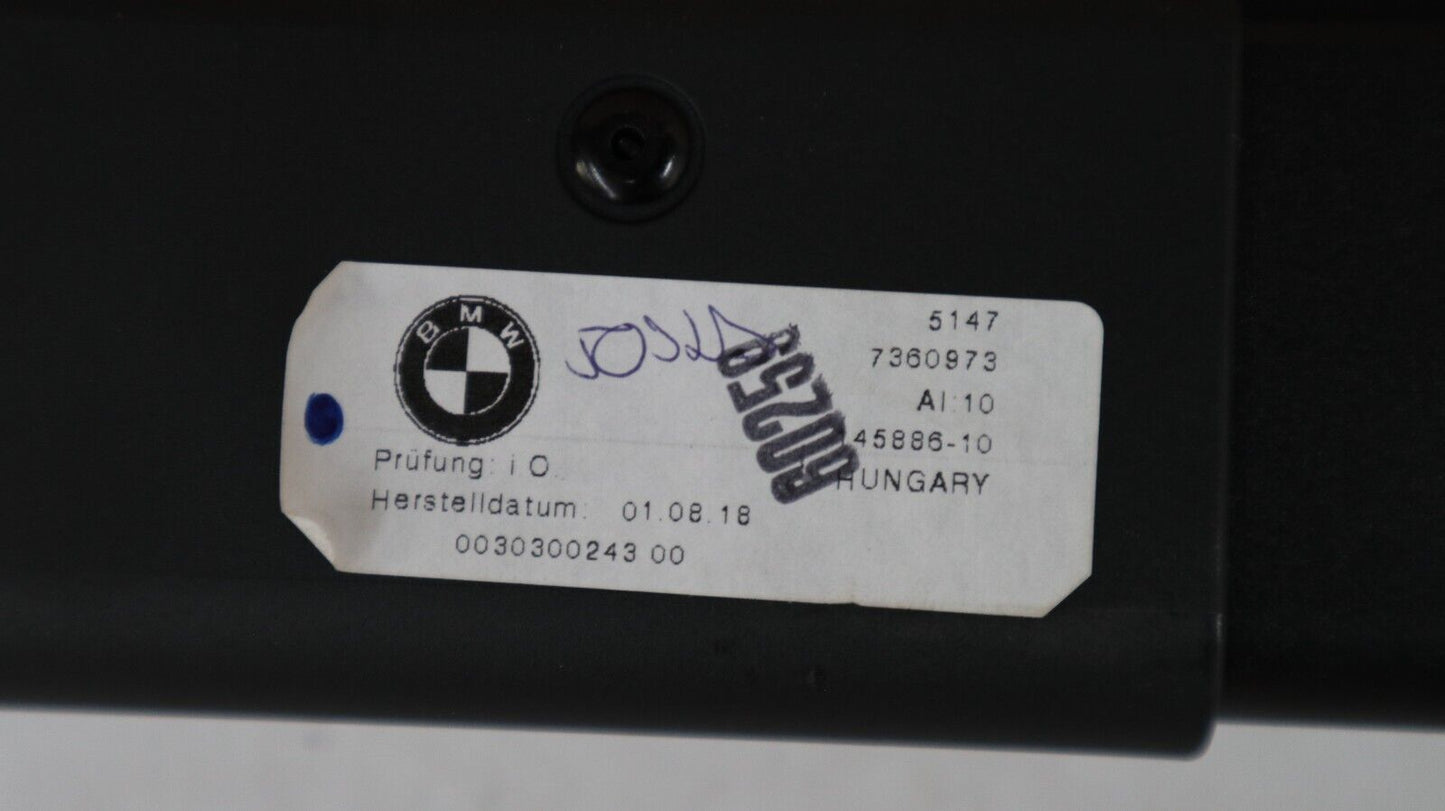 BMW
5147
7360973
AI:10
45886-10
HUNGARY
Prüfung: i O.
Herstelldatum: 01.08.18
0030300243 00